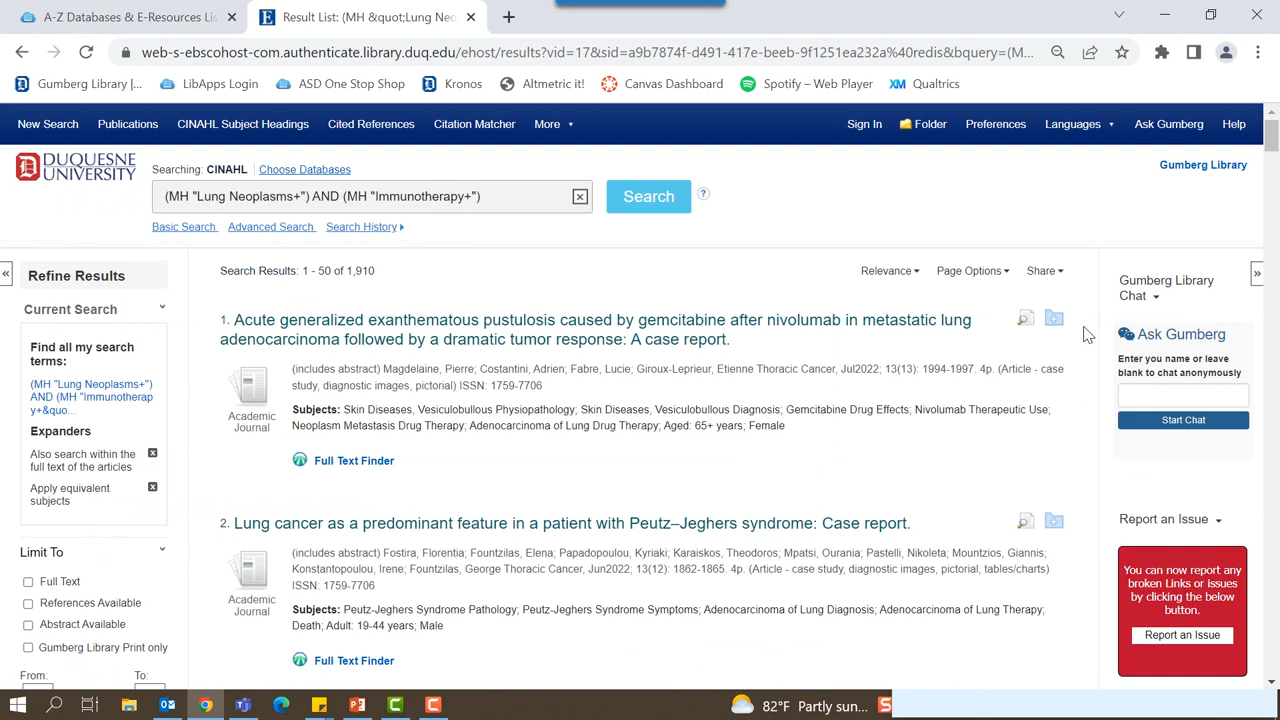 A-Z Databases & E-Resources Lis
Result List: (MH &quot;Lung Neo
web-s-ebscohost-com.authenticate.library.duq.edu/ehost/results?vid=17&sid=a9b7874f-d491-417e-beeb-9f1251ea232a%40redis&bquery=(M...
Gumberg Library |...
LibApps Login
ASD One Stop Shop
Kronos
Altmetric it!
Canvas Dashboard
Spotify – Web Player
XM Qualtrics
New Search
Publications
CINAHL Subject Headings
Cited References
Citation Matcher
More
Sign In
Folder
Preferences
Languages
Ask Gumberg
Help
DUQUESNE
UNIVERSITY
Searching: CINAHL
Choose Databases
Gumberg Library
(MH "Lung Neoplasms+") AND (MH "Immunotherapy+")
Search
?
Basic Search
Advanced Search
Search History
Refine Results
Current Search
Find all my search
terms:
(MH "Lung Neoplasms+")
AND (MH "Immunotherap
y+&quo...
Expanders
Also search within the
full text of the articles
Apply equivalent
subjects
Limit To
Full Text
References Available
Abstract Available
Gumberg Library Print only
From:
To:
Search Results: 1 - 50 of 1,910
Relevance
Page Options
Share
1. Acute generalized exanthematous pustulosis caused by gemcitabine after nivolumab in metastatic lung
adenocarcinoma followed by a dramatic tumor response: A case report.
(includes abstract) Magdelaine, Pierre, Costantini, Adrien; Fabre, Lucie; Giroux-Leprieur, Etienne Thoracic Cancer, Jul2022; 13(13): 1994-1997. 4p. (Article - case
study, diagnostic images, pictorial) ISSN: 1759-7706
Academic
Journal
Subjects: Skin Diseases, Vesiculobullous Physiopathology; Skin Diseases, Vesiculobullous Diagnosis; Gemcitabine Drug Effects; Nivolumab Therapeutic Use;
Neoplasm Metastasis Drug Therapy; Adenocarcinoma of Lung Drug Therapy; Aged: 65+ years; Female
Full Text Finder
2. Lung cancer as a predominant feature in a patient with Peutz–Jeghers syndrome: Case report.
(includes abstract) Fostira, Florentia; Fountzilas, Elena; Papadopoulou, Kyriaki; Karaiskos, Theodoros; Mpatsi, Ourania; Pastelli, Nikoleta; Mountzios, Giannis;
Konstantopoulou, Irene; Fountzilas, George Thoracic Cancer, Jun2022; 13(12): 1862-1865. 4p. (Article - case study, diagnostic images, pictorial, tables/charts)
ISSN: 1759-7706
Academic
Journal
Subjects: Peutz-Jeghers Syndrome Pathology; Peutz-Jeghers Syndrome Symptoms; Adenocarcinoma of Lung Diagnosis; Adenocarcinoma of Lung Therapy;
Death; Adult: 19-44 years; Male
Full Text Finder
Gumberg Library
Chat
Ask Gumberg
Enter you name or leave
blank to chat anonymously
Start Chat
Report an Issue
You can now report any
broken Links or issues
by clicking the below
button.
Report an Issue
82°F Partly sun...